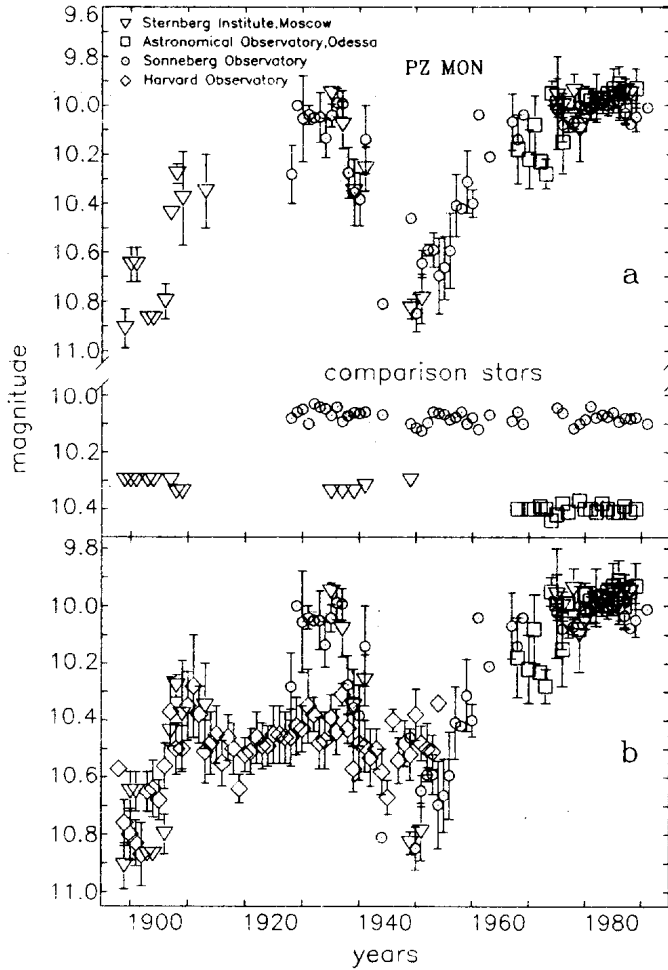 9.6
▽ Sternberg Institute,Moscow
□ Astronomical Observatory,Odessa
○ Sonneberg Observatory
◇ Harvard Observatory
PZ MON
9.8
10.0
10.2
10.4
10.6
10.8
11.0
a
comparison stars
10.0
10.2
10.4
magnitude
9.8
10.0
10.2
10.4
10.6
10.8
11.0
b
1900
1920
1940
1960
1980
years